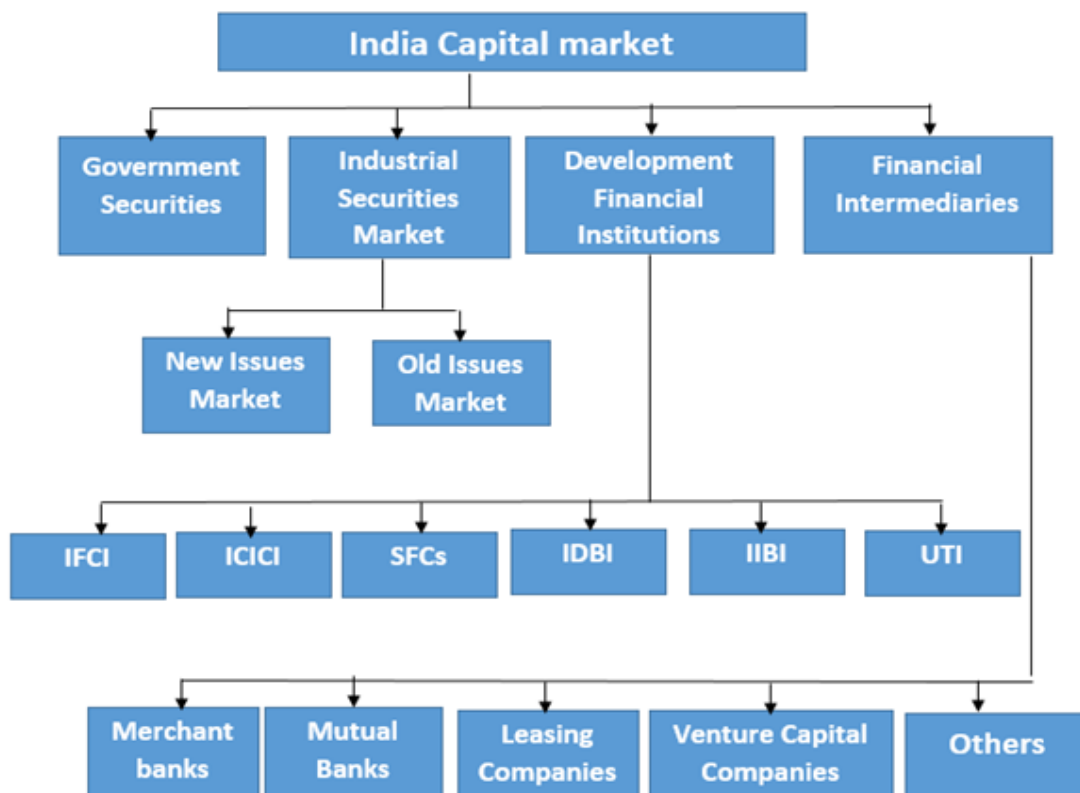 India Capital market
Government
Securities
Industrial
Securities
Market
Development
Financial
Institutions
Financial
Intermediaries
New Issues
Market
Old Issues
Market
IFCI
ICICI
SFCs
IDBI
IIBI
UTI
Merchant
banks
Mutual
Banks
Leasing
Companies
Venture Capital
Companies
Others